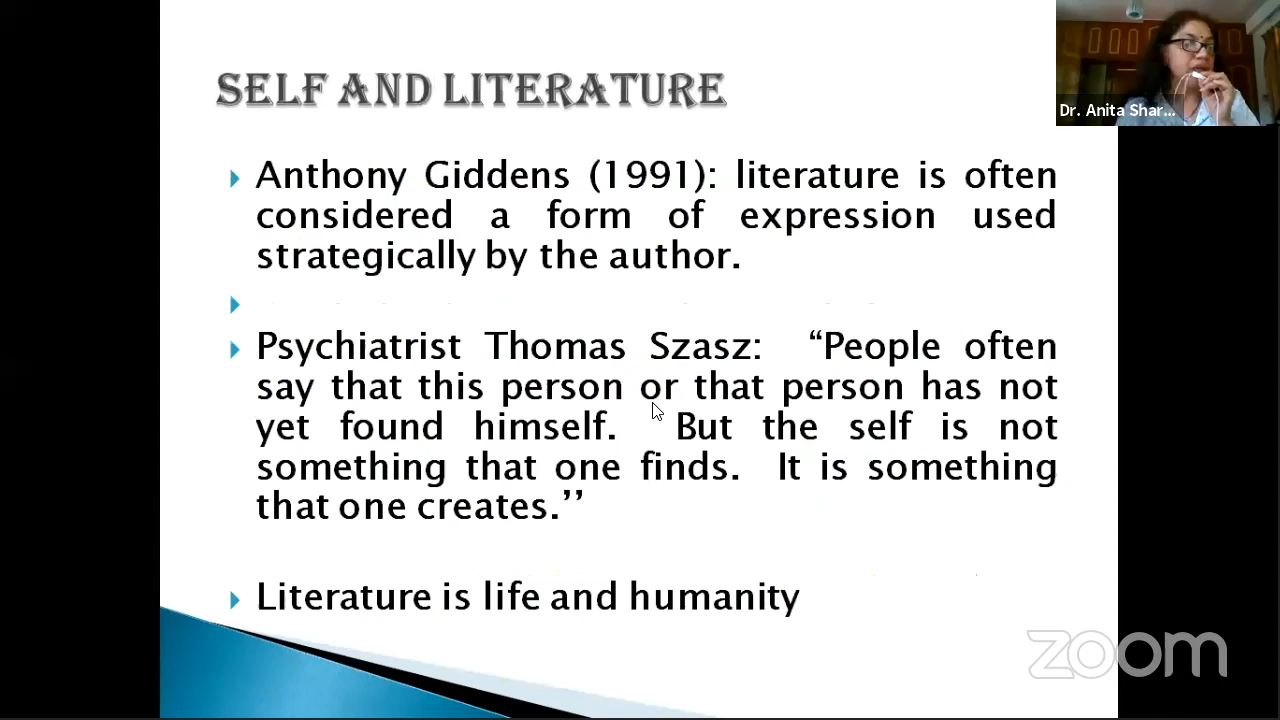 SELF AND LITERATURE
Dr. Anita Shar...
Anthony Giddens (1991): literature is often
considered a form of expression used
strategically by the author.
Psychiatrist Thomas Szasz: “People often
say that this person or that person has not
yet found himself. But the self is not
something that one finds. It is something
that one creates.’’
Literature is life and humanity
zoom